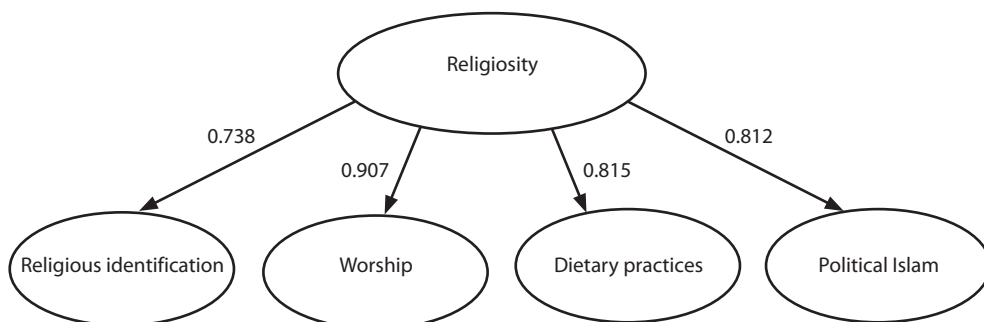 Religiosity
0.738
0.907
0.815
0.812
Religious identification
Worship
Dietary practices
Political Islam